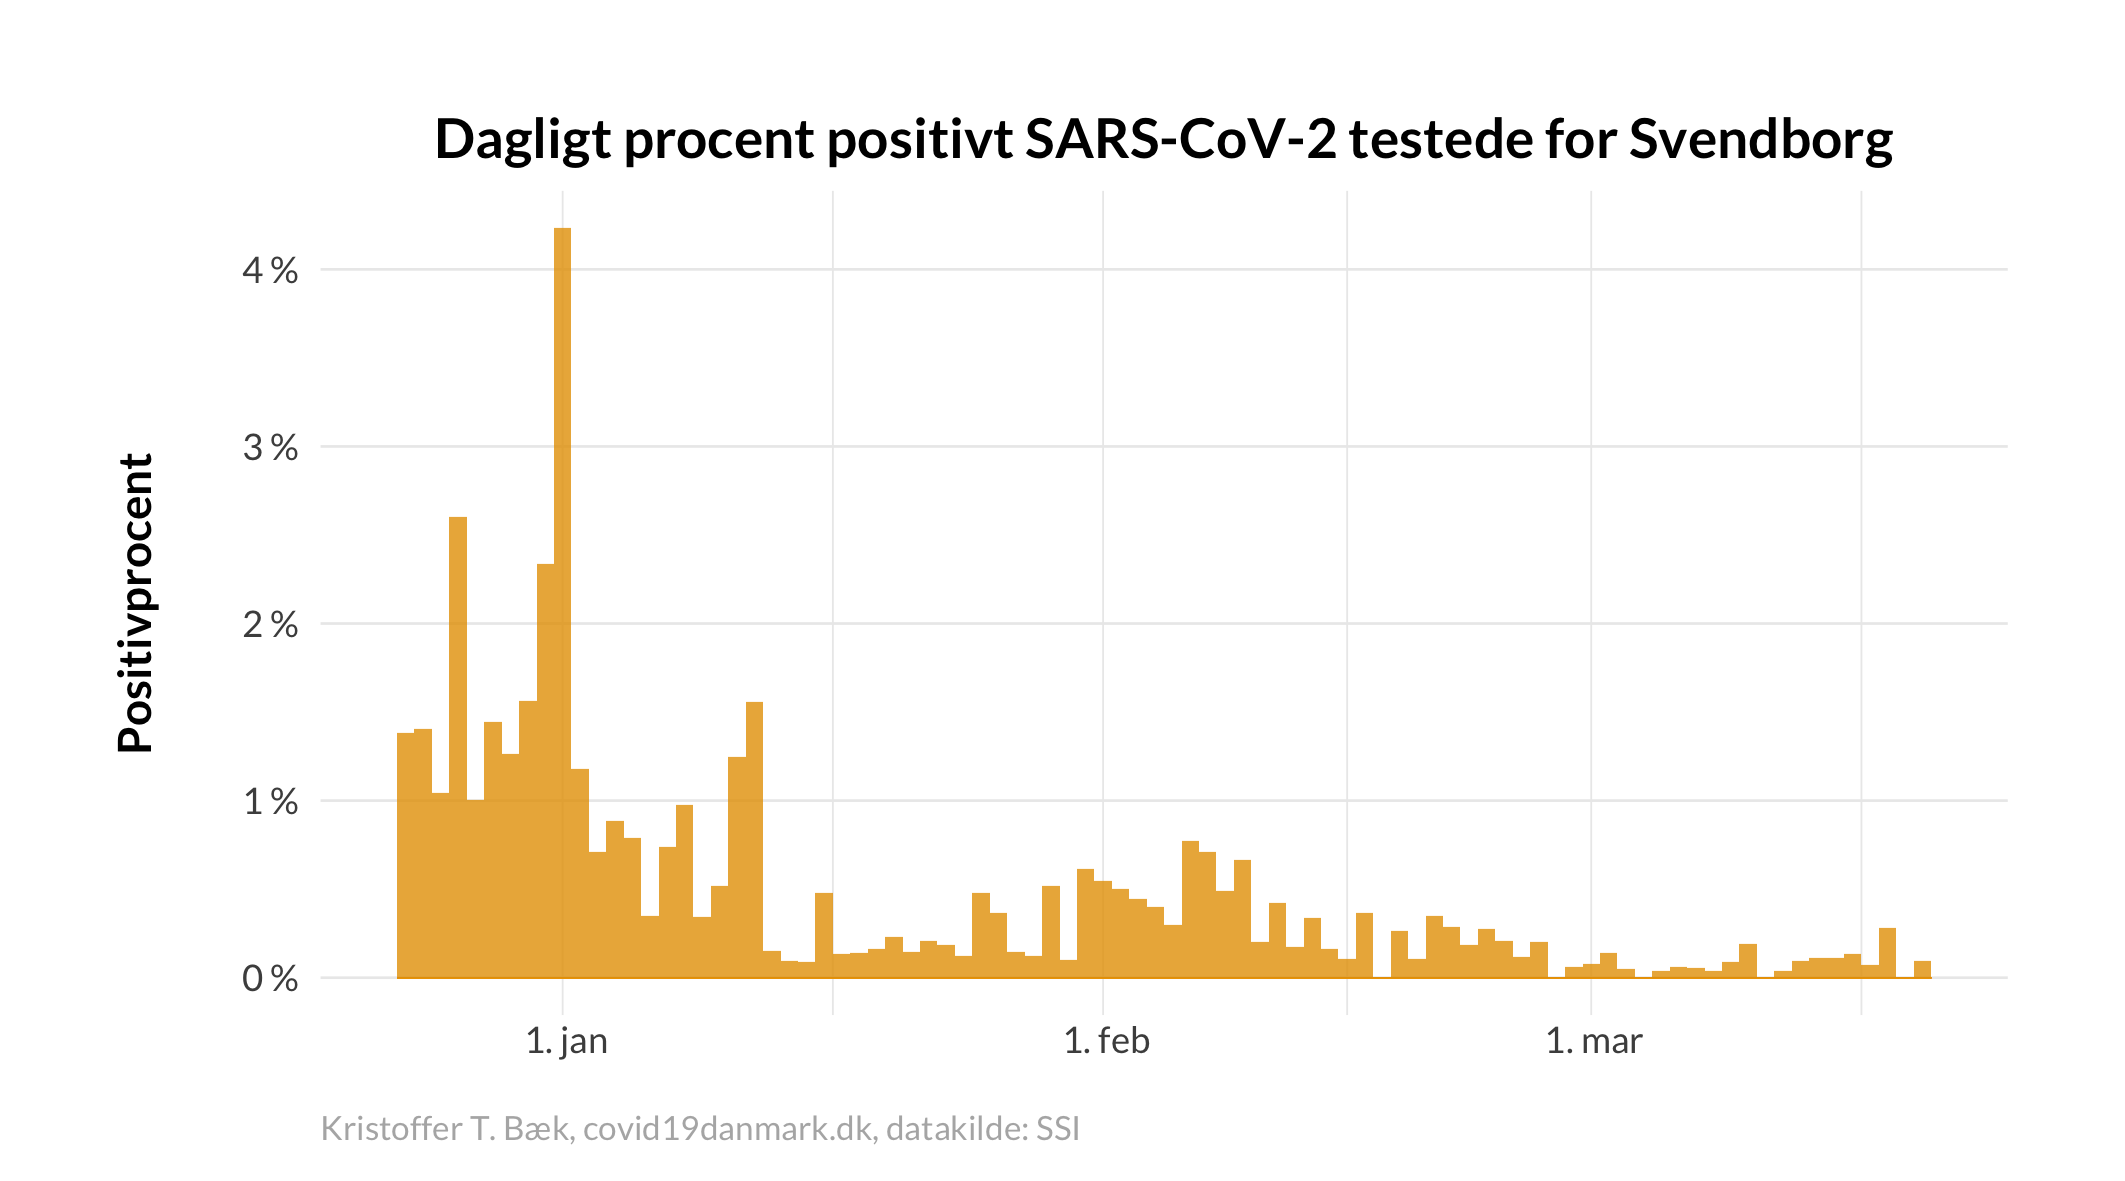 Dagligt procent positivt SARS-CoV-2 testede for Svendborg
Positivprocent
4 %
3 %
2 %
1 %
0 %
1. jan
1. feb
1. mar
Kristoffer T. Bæk, covid19danmark.dk, datakilde: SSI